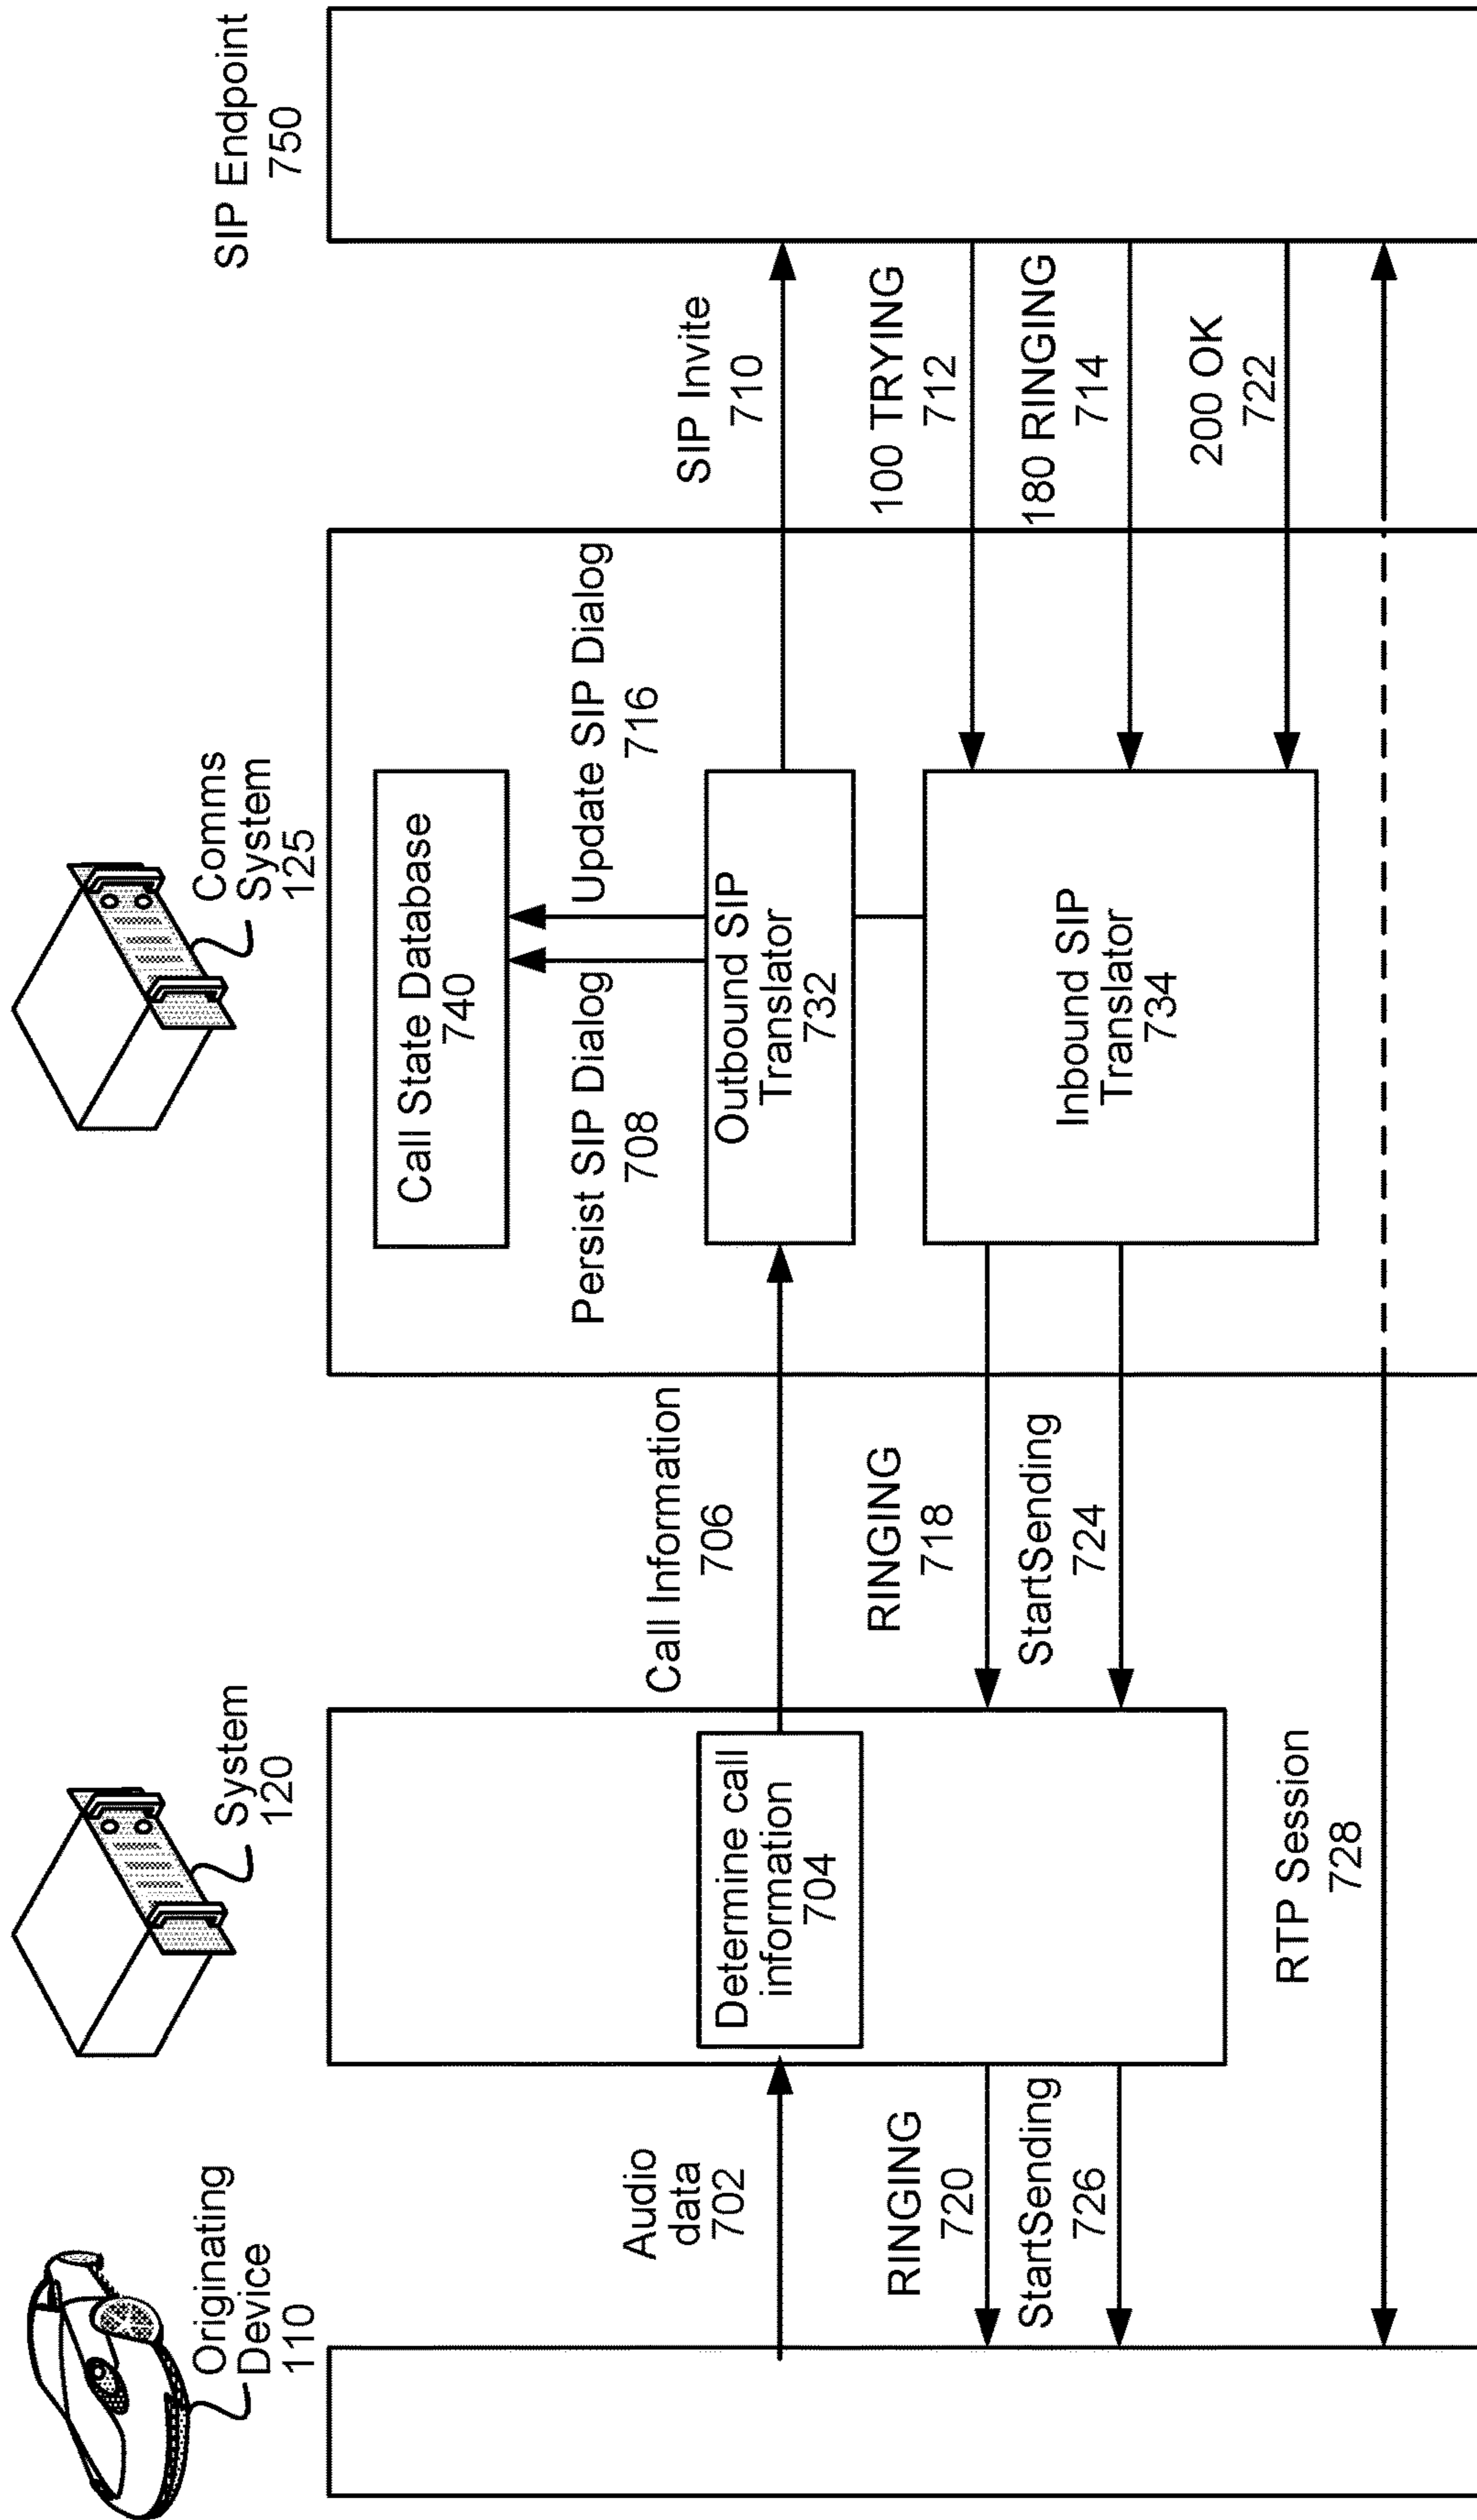 Originating
Device
110
System
120
Comms
System
125
SIP Endpoint
750
Call State Database
740
Persist SIP Dialog
708
Update SIP Dialog
716
Audio
data
702
Determine call
information
704
Call Information
706
Outbound SIP
Translator
732
SIP Invite
710
RINGING
720
RINGING
718
100 TRYING
712
StartSending
726
StartSending
724
Inbound SIP
Translator
734
180 RINGING
714
200 OK
722
RTP Session
728